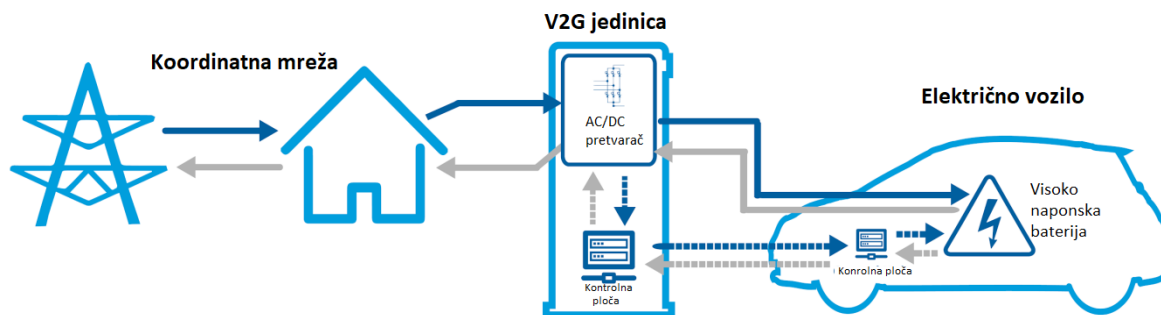 V2G jedinica
Koordinatna mreža
Električno vozilo
AC/DC
pretvarač
Visoko
naponska
baterija
Kontrolna
ploča
Konrolna ploča